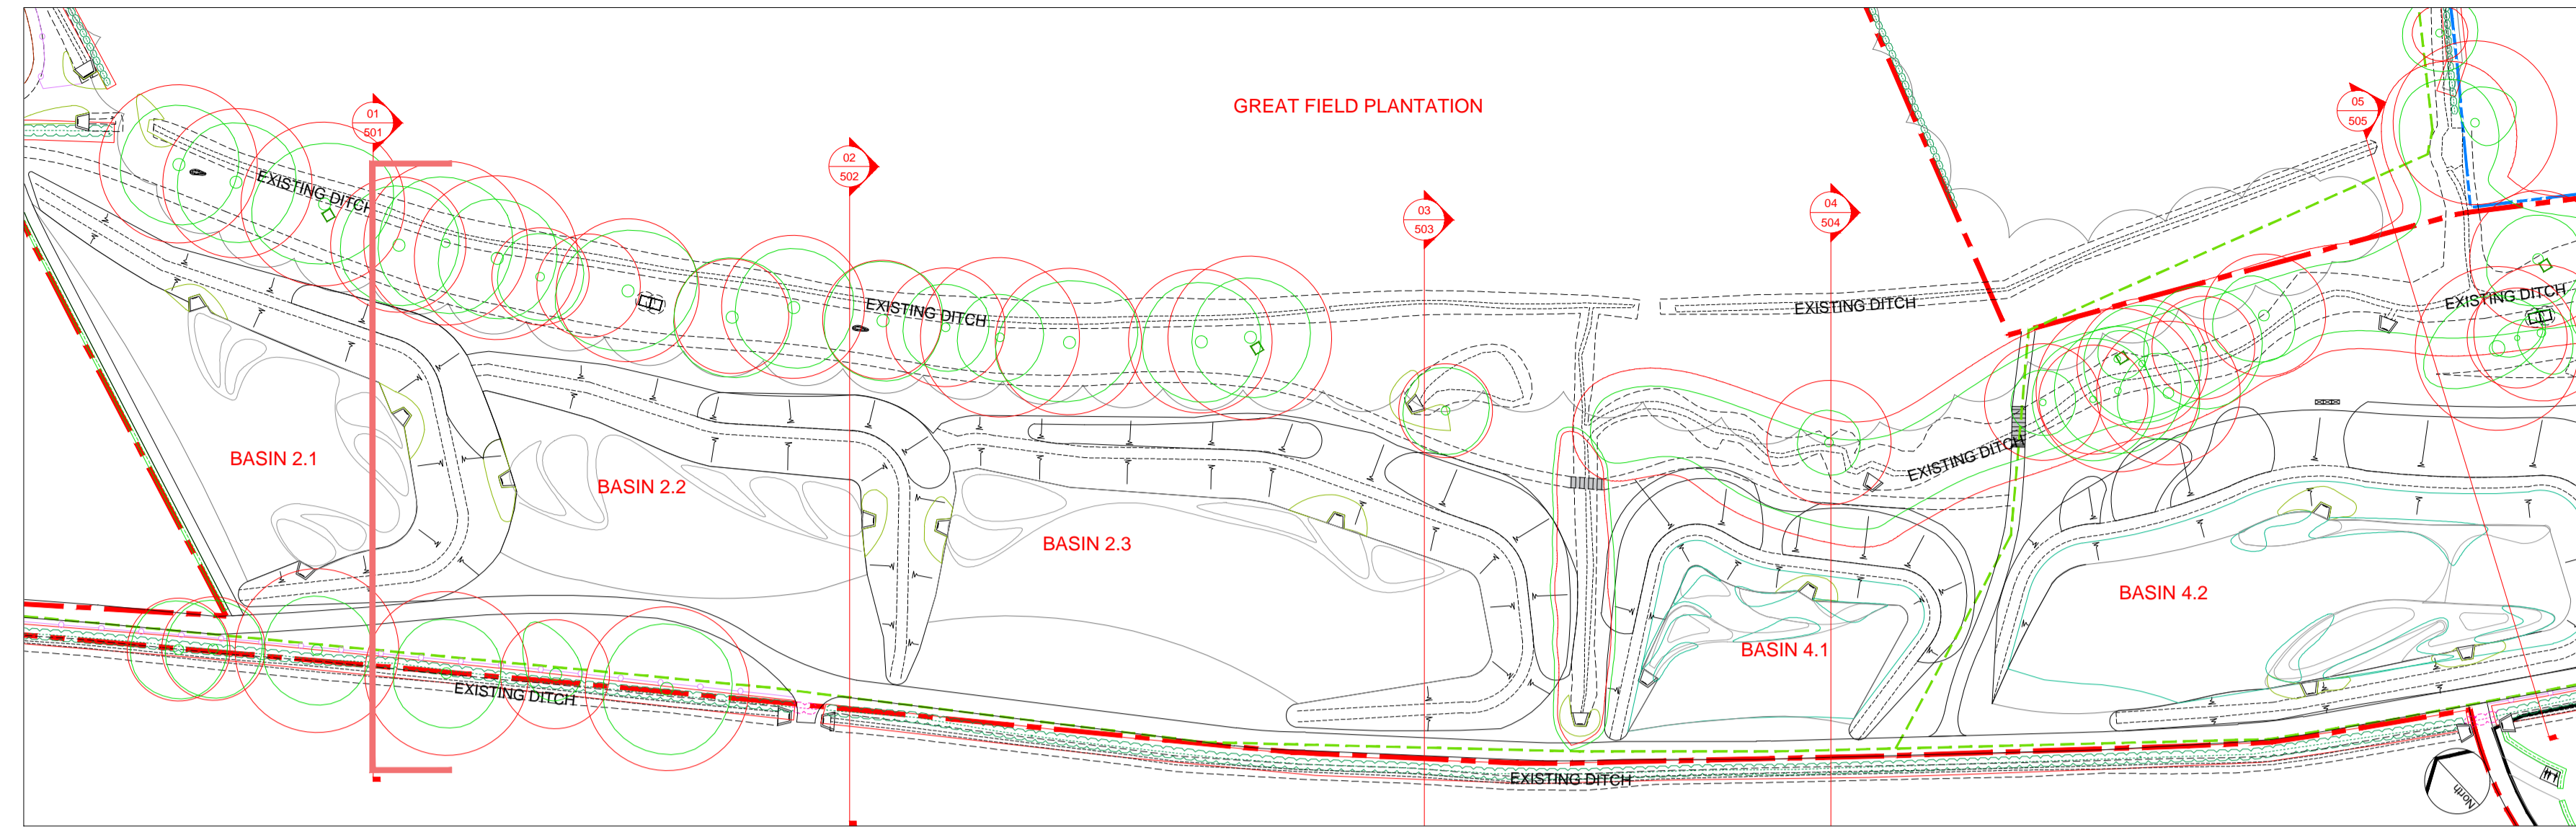 GREAT FIELD PLANTATION
05
505
01
501
02
502
EXISTING DITCH
03
503
04
504
EXISTING DITCH
EXISTING DITCH
EXISTING DITCH
BASIN 2.1
BASIN 2.2
EXISTING DITCH
BASIN 2.3
BASIN 4.1
BASIN 4.2
EXISTING DITCH
EXISTING DITCH
North